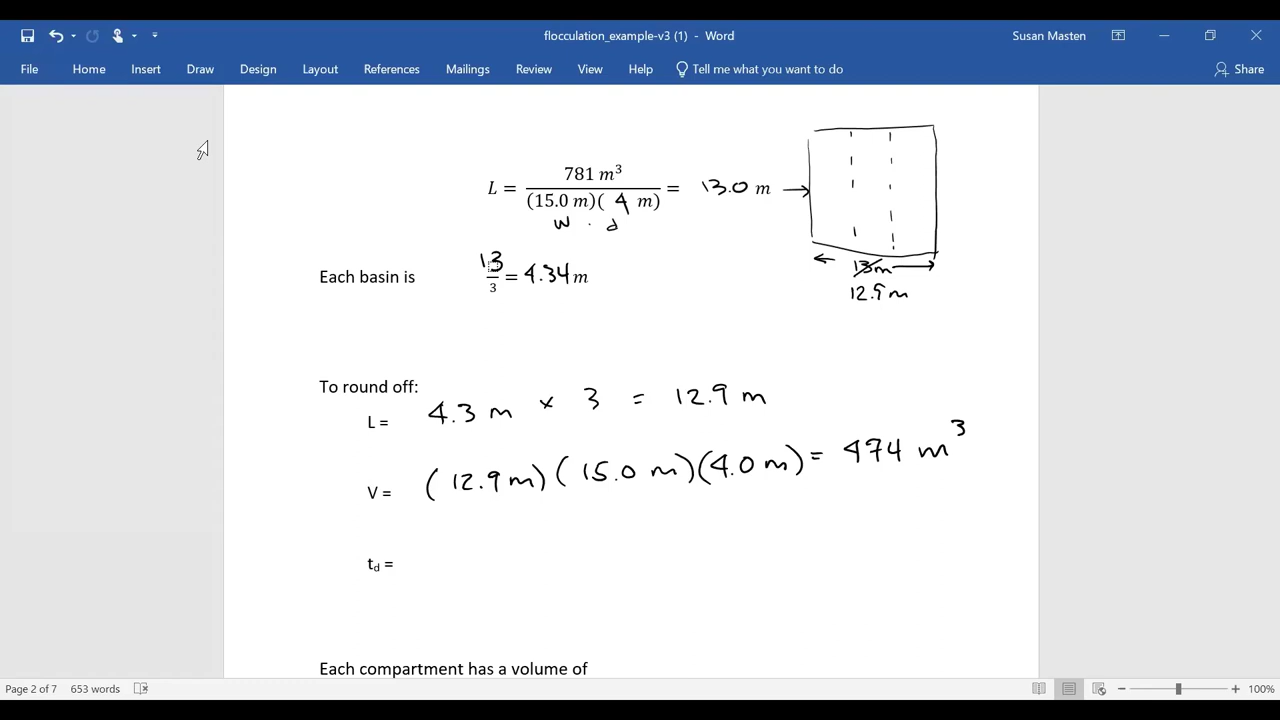 flocculation_example-v3 (1) - Word
Susan Masten
File Home Insert Draw Design Layout References Mailings Review View Help Tell me what you want to do Share
L = 781 m³ / (15.0 m)( 4 m) = 13.0 m
w · d
13m
12.9 m
Each basin is 13/3 = 4.34 m
To round off:
L = 4.3 m × 3 = 12.9 m
V = (12.9 m)(15.0 m)(4.0 m) = 474 m³
t_d =
Each compartment has a volume of
Page 2 of 7 653 words 100%